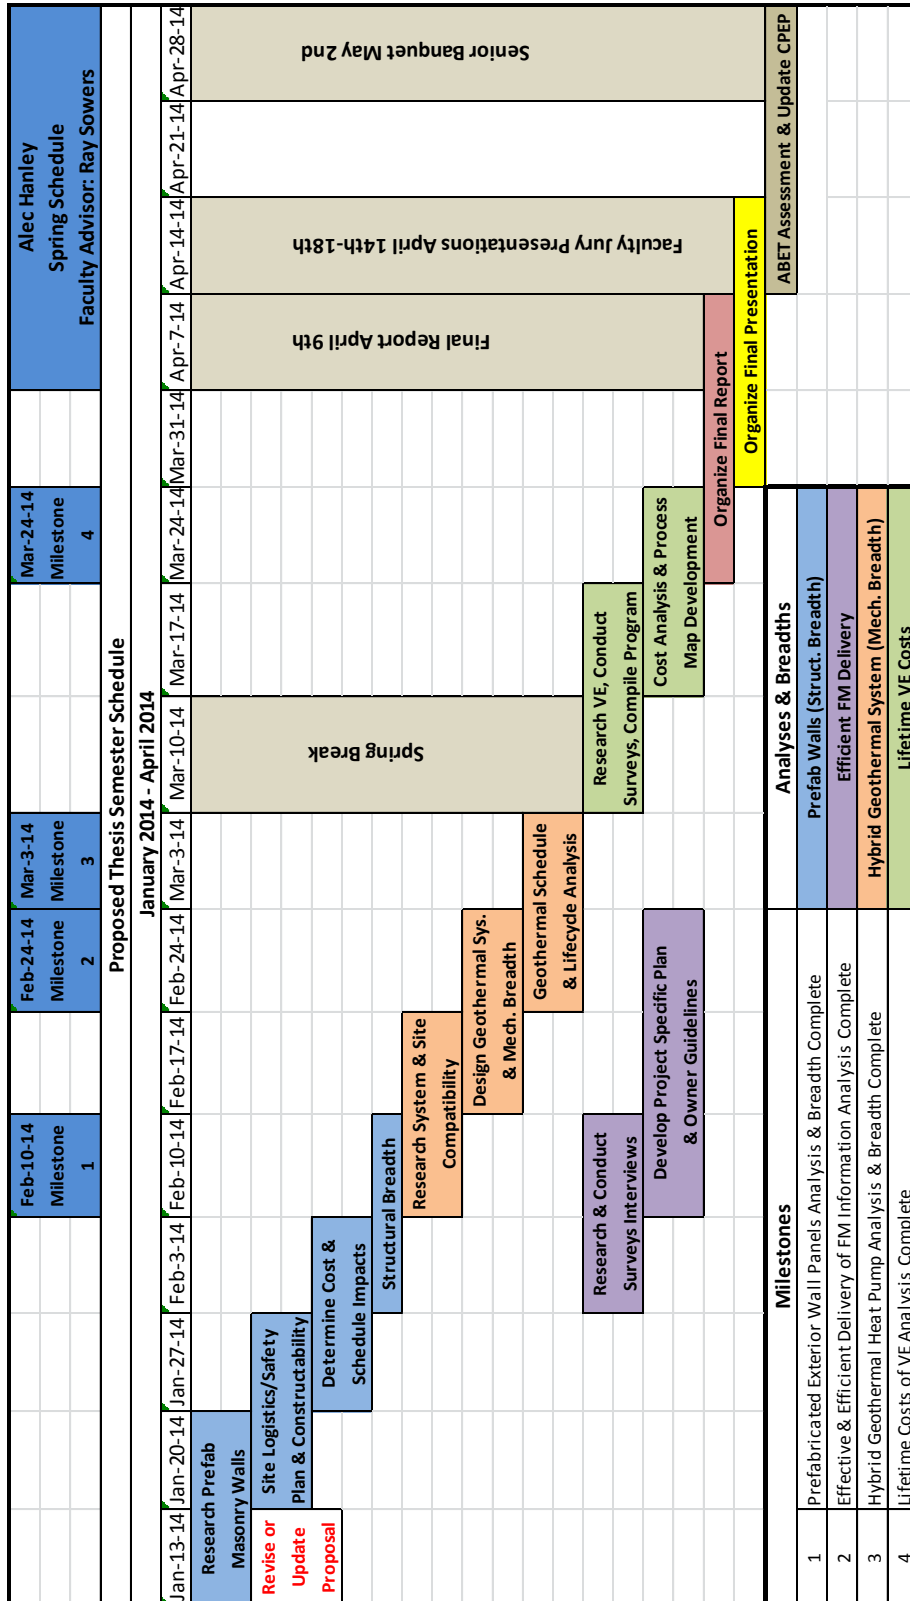 Feb-10-14
Milestone
1
Feb-24-14
Milestone
2
Mar-3-14
Milestone
3
Mar-24-14
Milestone
4
Alec Hanley
Spring Schedule
Faculty Advisor: Ray Sowers
Proposed Thesis Semester Schedule
January 2014 - April 2014
Jan-13-14
Jan-20-14
Jan-27-14
Feb-3-14
Feb-10-14
Feb-17-14
Feb-24-14
Mar-3-14
Mar-10-14
Mar-17-14
Mar-24-14
Mar-31-14
Apr-7-14
Apr-14-14
Apr-21-14
Apr-28-14
Research Prefab
Masonry Walls
Revise or
Update
Proposal
Site Logistics/Safety
Plan & Constructability
Determine Cost &
Schedule Impacts
Structural Breadth
Research System & Site
Compatibility
Design Geothermal Sys.
& Mech. Breadth
Geothermal Schedule
& Lifecycle Analysis
Spring Break
Research & Conduct
Surveys Interviews
Develop Project Specific Plan
& Owner Guidelines
Research VE, Conduct
Surveys, Compile Program
Cost Analysis & Process
Map Development
Organize Final Report
Organize Final Presentation
Final Report April 9th
Faculty Jury Presentations April 14th-18th
Senior Banquet May 2nd
ABET Assessment & Update CPEP
Milestones
Analyses & Breadths
1
Prefabricated Exterior Wall Panels Analysis & Breadth Complete
Prefab Walls (Struct. Breadth)
2
Effective & Efficient Delivery of FM Information Analysis Complete
Efficient FM Delivery
3
Hybrid Geothermal Heat Pump Analysis & Breadth Complete
Hybrid Geothermal System (Mech. Breadth)
4
Lifetime Costs of VE Analysis Complete
Lifetime VE Costs